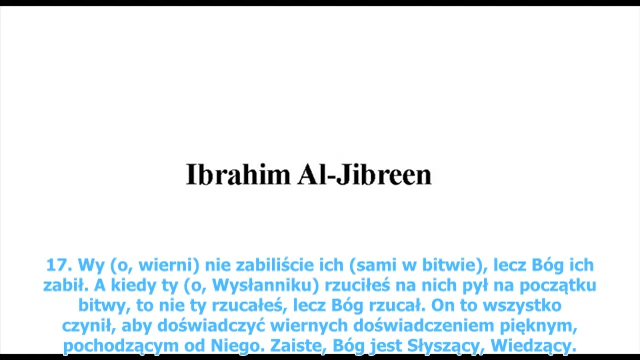 Ibrahim Al-Jibreen
17. Wy (o, wierni) nie zabiliście ich (sami w bitwie), lecz Bóg ich
zabił. A kiedy ty (o, Wysłanniku) rzuciłeś na nich pył na początku
bitwy, to nie ty rzucałeś, lecz Bóg rzucał. On to wszystko
czynił, aby doświadczyć wiernych doświadczeniem pięknym,
pochodzącym od Niego. Zaiste, Bóg jest Słyszący, Wiedzący.